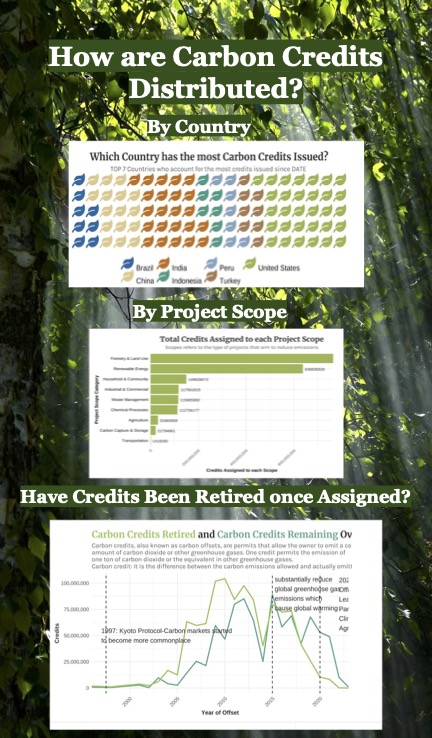 How are Carbon Credits
Distributed?
By Country
Which Country has the most Carbon Credits Issued?
TOP 7 Countries who account for the most credits issued since DATE
Brazil India Peru United States
China Indonesia Turkey
By Project Scope
Total Credits Assigned to each Project Scope
Scopes refers to the type of projects that aim to reduce emissions
Project Scope Category
Forestry & Land Use
Renewable Energy
Household & Community
Industrial & Commercial
Waste Management
Chemical Processes
Agriculture
Carbon Capture & Storage
Transportation
0
Credits Assigned to each Scope
Have Credits Been Retired once Assigned?
Carbon Credits Retired and Carbon Credits Remaining Ov
Carbon credits, also known as carbon offsets, are permits that allow the owner to emit a ce
amount of carbon dioxide or other greenhouse gases. One credit permits the emission of
one ton of carbon dioxide or the equivalent in other greenhouse gases.
Carbon credit: it is the difference between the carbon emissions allowed and actually emitt
substantially reduce
global greenhouse gas
emissions which
cause global warming
1997: Kyoto Protocol-Carbon markets started
to become more commonplace
Credits
100,000,000
75,000,000
50,000,000
25,000,000
0
2000 2005 2010 2015 2020
Year of Offset